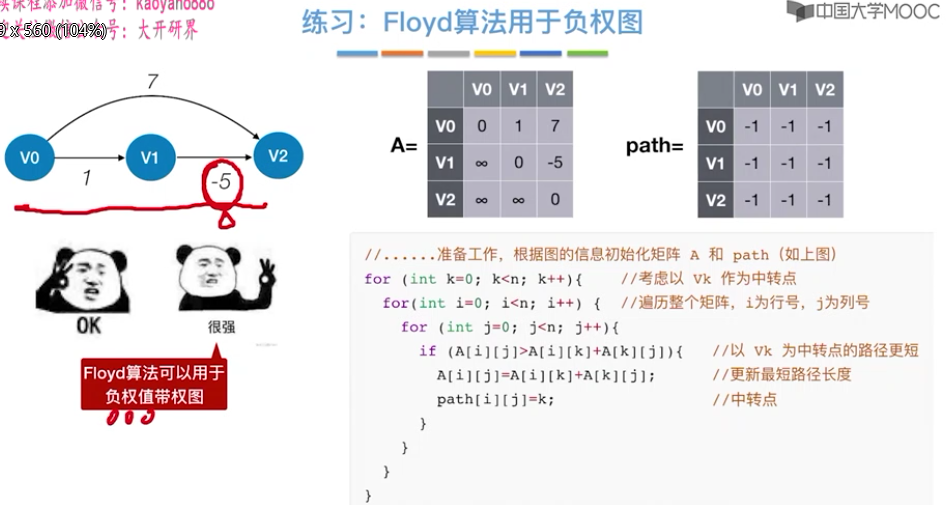 卖课程添加微信号：kaoyan6666
9 x 560 (104%)
号：大开研界
练习：Floyd算法用于负权图
中国大学MOOC
7
V0
V1
V2
1
-5
A=
V0 V1 V2
V0 0 1 7
V1 ∞ 0 -5
V2 ∞ ∞ 0
path=
V0 V1 V2
V0 -1 -1 -1
V1 -1 -1 -1
V2 -1 -1 -1
OK
很强
Floyd算法可以用于
负权值带权图
//......准备工作，根据图的信息初始化矩阵 A 和 path（如上图）
for (int k=0; k<n; k++){ //考虑以 Vk 作为中转点
for(int i=0; i<n; i++) { //遍历整个矩阵，i为行号，j为列号
for (int j=0; j<n; j++){
if (A[i][j]>A[i][k]+A[k][j]){ //以 Vk 为中转点的路径更短
A[i][j]=A[i][k]+A[k][j]; //更新最短路径长度
path[i][j]=k; //中转点
}
}
}
}